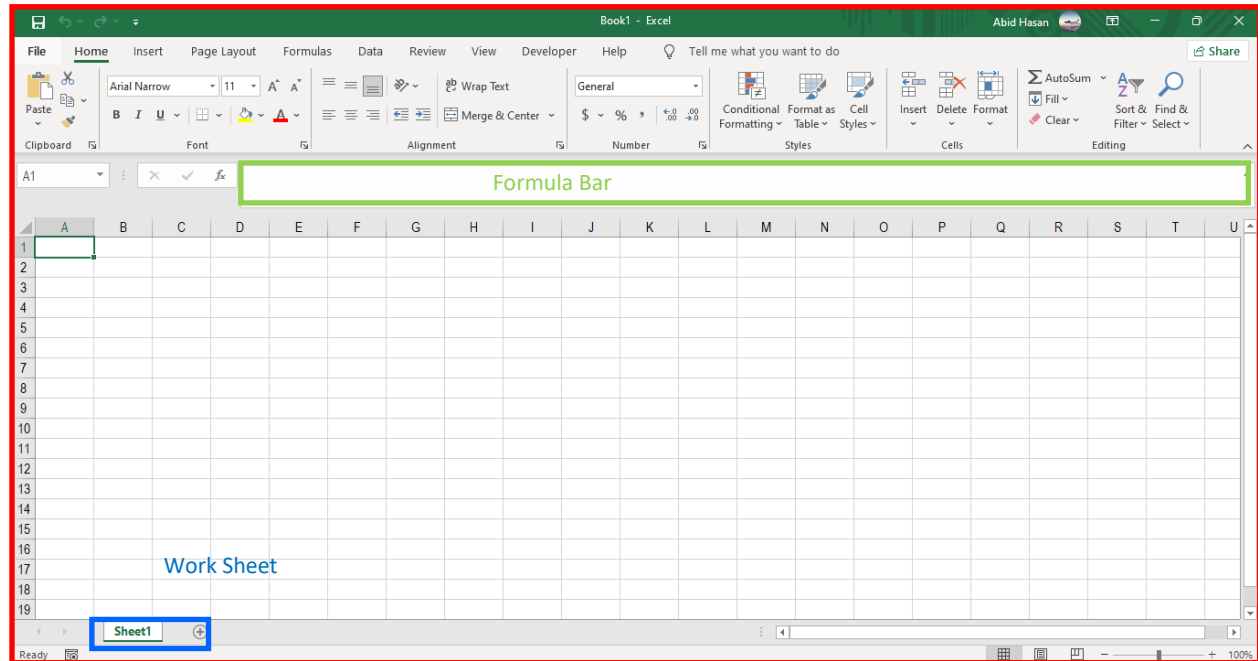 Book1 - Excel
Abid Hasan
File Home Insert Page Layout Formulas Data Review View Developer Help Tell me what you want to do Share
Arial Narrow 11 A A ab Wrap Text General AutoSum
Paste Fill
B I U A Merge & Center $ % , Conditional Formatting Format as Table Cell Styles Insert Delete Format Clear Sort & Filter Find & Select
Clipboard Font Alignment Number Styles Cells Editing
A1 fx Formula Bar
A B C D E F G H I J K L M N O P Q R S T U
1
2
3
4
5
6
7
8
9
10
11
12
13
14
15
16
17 Work Sheet
18
19
Sheet1
Ready 100%